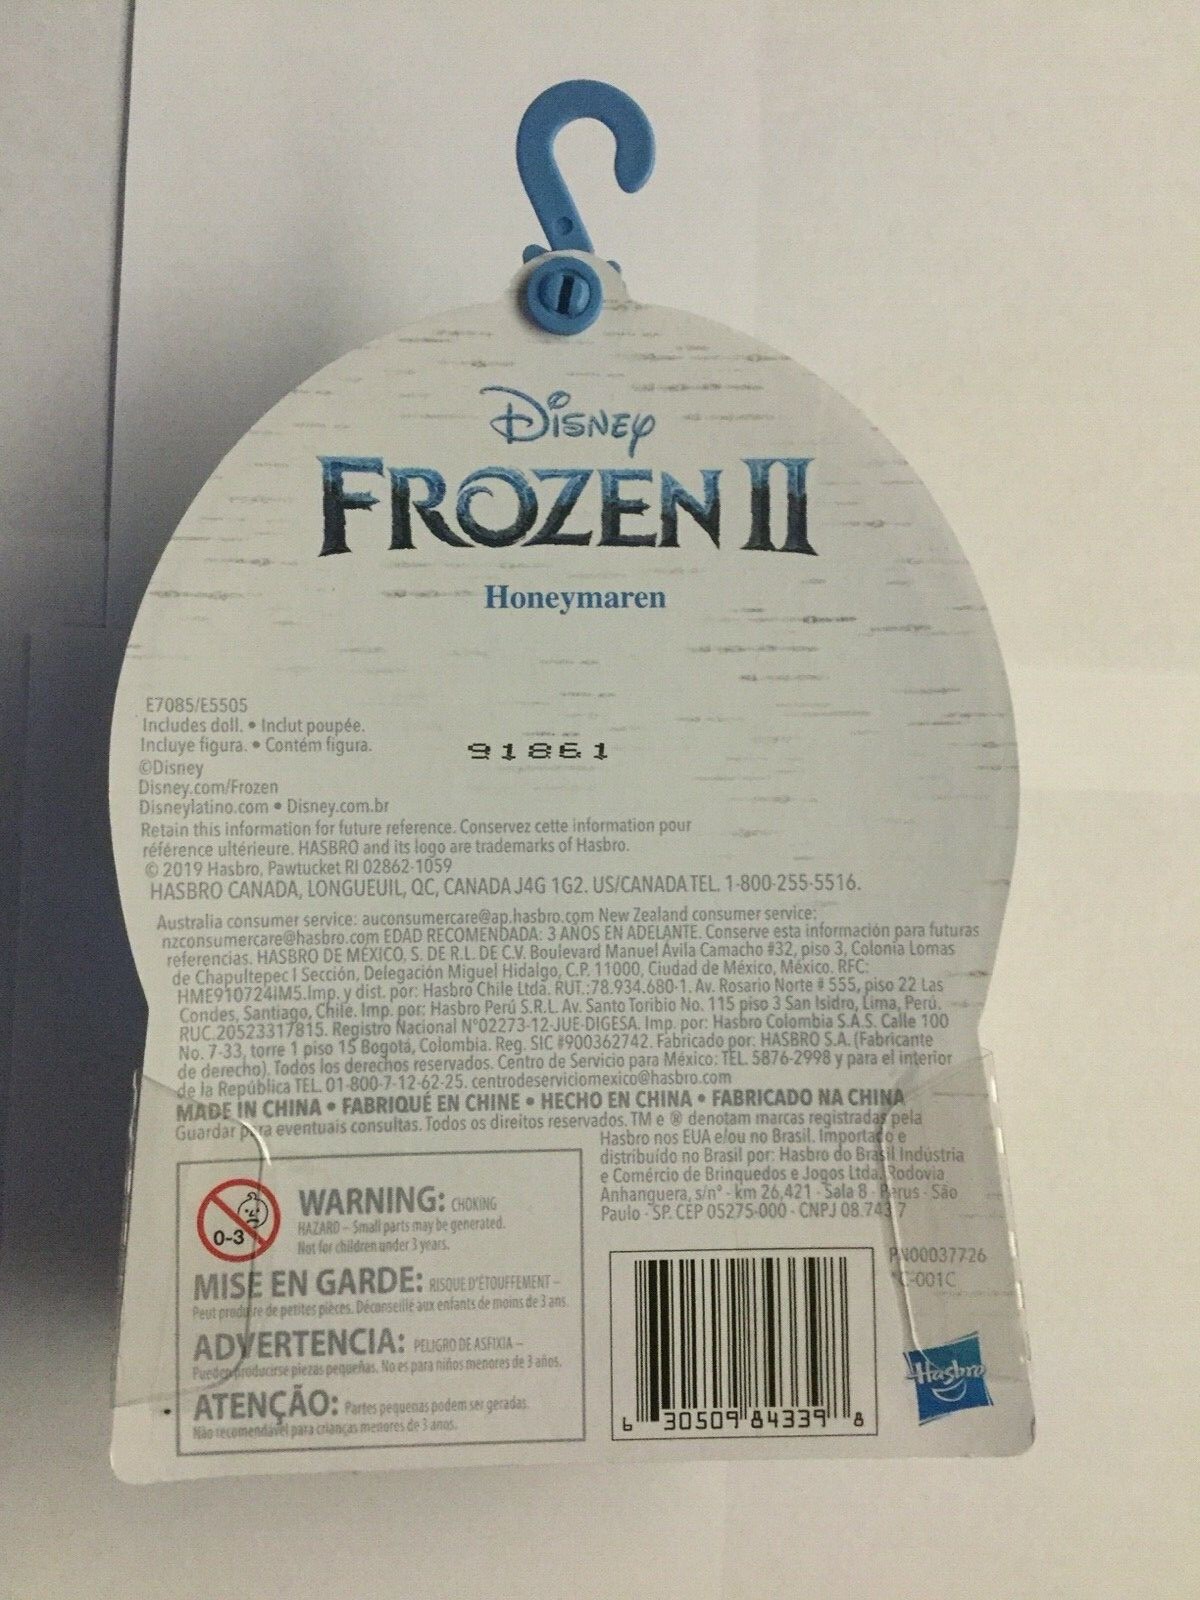 Disney
FROZEN II
Honeymaren
E7085/E5505
Includes doll. • Inclut poupée.
Incluye figura. • Contém figura.
91861
©Disney
Disney.com/Frozen
Disneylatino.com • Disney.com.br
Retain this information for future reference. Conservez cette information pour
référence ultérieure. HASBRO and its logo are trademarks of Hasbro.
© 2019 Hasbro, Pawtucket RI 02862-1059
HASBRO CANADA, LONGUEUIL, QC, CANADA J4G 1G2. US/CANADA TEL. 1-800-255-5516.
Australia consumer service: auconsumercare@ap.hasbro.com New Zealand consumer service:
nzconsumercare@hasbro.com EDAD RECOMENDADA: 3 AÑOS EN ADELANTE. Conserve esta información para futuras
referencias. HASBRO DE MÉXICO, S. DE R.L. DE C.V. Boulevard Manuel Ávila Camacho #32, piso 3, Colonia Lomas
de Chapultepec I Sección, Delegación Miguel Hidalgo, C.P. 11000, Ciudad de México, México. RFC:
HME910724IM5.Imp. y dist. por: Hasbro Chile Ltda. RUT.:78.934.680-1. Av. Rosario Norte # 555, piso 22 Las
Condes, Santiago, Chile. Imp. por: Hasbro Perú S.R.L. Av. Santo Toribio No. 115 piso 3 San Isidro, Lima, Perú.
RUC.20523317815. Registro Nacional N°02273-12-JUE-DIGESA. Imp. por: Hasbro Colombia S.A.S. Calle 100
No. 7-33, torre 1 piso 15 Bogotá, Colombia. Reg. SIC #900362742. Fabricado por: HASBRO S.A. (Fabricante
de derecho). Todos los derechos reservados. Centro de Servicio para México: TEL. 5876-2998 y para el interior
de la República TEL. 01-800-7-12-62-25. centrodeserviciomexico@hasbro.com
MADE IN CHINA • FABRIQUÉ EN CHINE • HECHO EN CHINA • FABRICADO NA CHINA
Guardar para eventuais consultas. Todos os direitos reservados. TM e ® denotam marcas registradas pela
Hasbro nos EUA e/ou no Brasil. Importado e
distribuído no Brasil por: Hasbro do Brasil Indústria
e Comércio de Brinquedos e Jogos Ltda. Rodovia
Anhanguera, s/nº - km 26,421 - Sala 8 - Perus - São
Paulo - SP. CEP 05275-000 - CNPJ
0-3
WARNING: CHOKING
HAZARD – Small parts may be generated.
Not for children under 3 years.
MISE EN GARDE: RISQUE D'ÉTOUFFEMENT –
Peut produire de petites pièces. Déconseillé aux enfants de moins de 3 ans.
ADVERTENCIA: PELIGRO DE ASFIXIA –
Pueden producirse piezas pequeñas. No es para niños menores de 3 años.
ATENÇÃO: Partes pequenas podem ser geradas.
Não recomendável para crianças menores de 3 anos.
6 30509 84339 8
PN00037726
C-001C
Hasbro